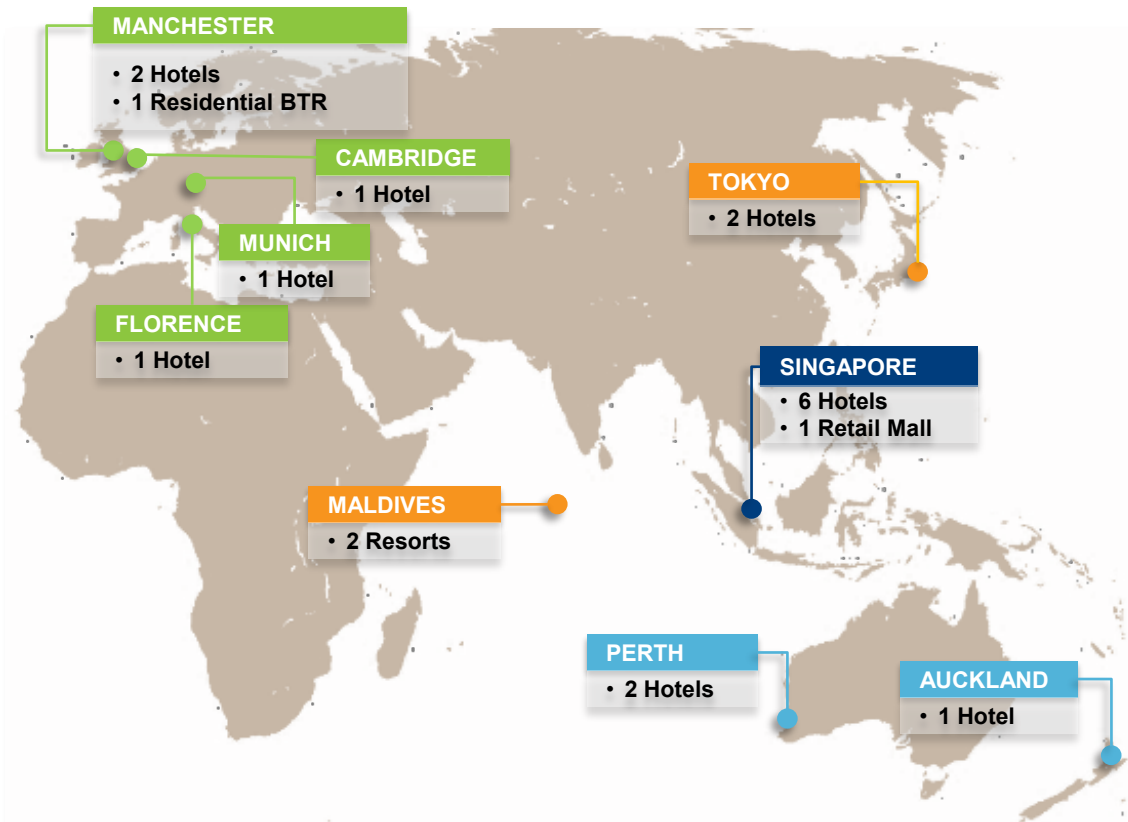 MANCHESTER
• 2 Hotels
• 1 Residential BTR
CAMBRIDGE
• 1 Hotel
MUNICH
• 1 Hotel
FLORENCE
• 1 Hotel
TOKYO
• 2 Hotels
SINGAPORE
• 6 Hotels
• 1 Retail Mall
MALDIVES
• 2 Resorts
PERTH
• 2 Hotels
AUCKLAND
• 1 Hotel